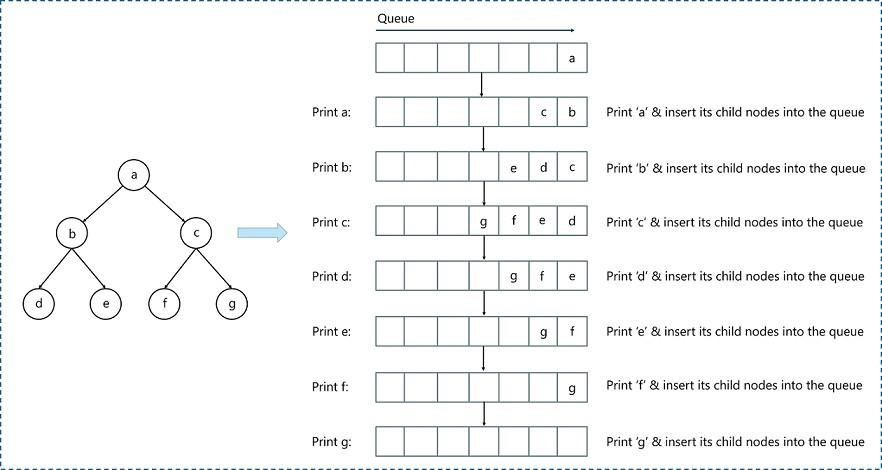 Queue
a
Print a: c b Print 'a' & insert its child nodes into the queue
Print b: e d c Print 'b' & insert its child nodes into the queue
a
Print c: g f e d Print 'c' & insert its child nodes into the queue
b c
Print d: g f e Print 'd' & insert its child nodes into the queue
d e f g
Print e: g f Print 'e' & insert its child nodes into the queue
Print f: g Print 'f' & insert its child nodes into the queue
Print g: Print 'g' & insert its child nodes into the queue